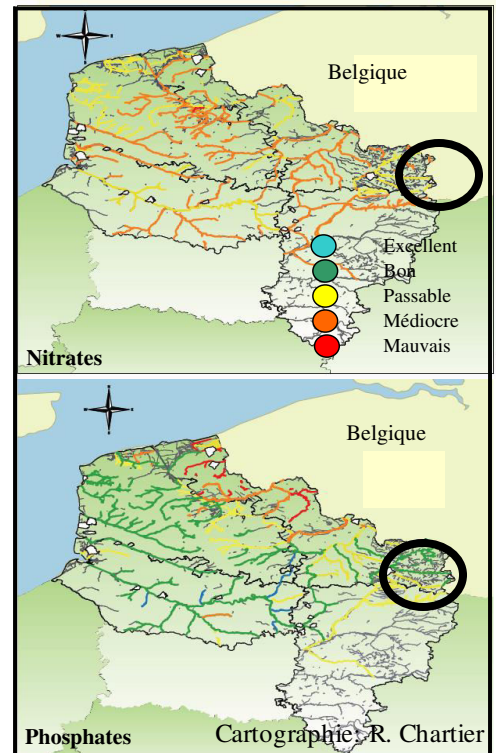 Belgique
Excellent
Bon
Passable
Médiocre
Mauvais
Nitrates
Belgique
Phosphates
Cartographie: R. Chartier